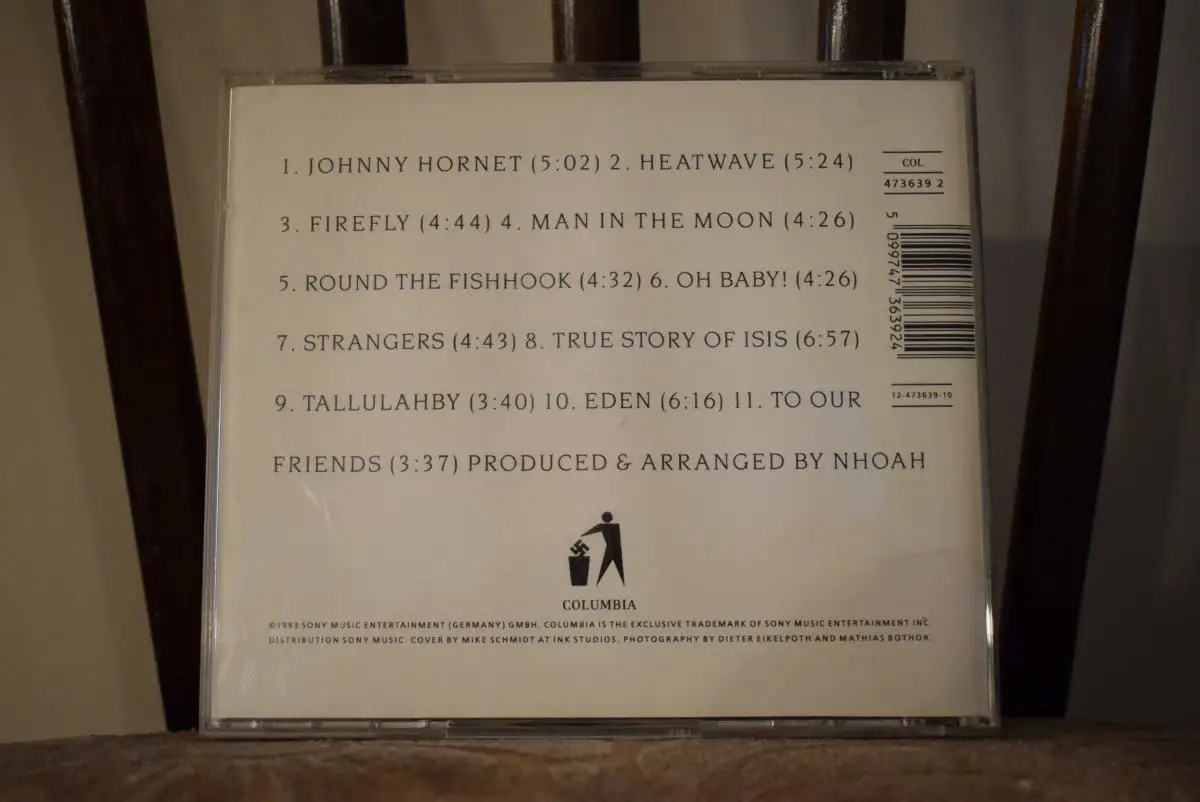 1. JOHNNY HORNET (5:02) 2. HEATWAVE (5:24)
3. FIREFLY (4:44) 4. MAN IN THE MOON (4:26)
5. ROUND THE FISHHOOK (4:32) 6. OH BABY! (4:26)
7. STRANGERS (4:43) 8. TRUE STORY OF ISIS (6:57)
9. TALLULAHBY (3:40) 10. EDEN (6:16) 11. TO OUR
FRIENDS (3:37) PRODUCED & ARRANGED BY NHOAH
COL
473639 2
5 099747 363924
12-473639-10
COLUMBIA
©1993 SONY MUSIC ENTERTAINMENT (GERMANY) GMBH. COLUMBIA IS THE EXCLUSIVE TRADEMARK OF SONY MUSIC ENTERTAINMENT INC.
DISTRIBUTION SONY MUSIC. COVER BY MIKE SCHMIDT AT INK STUDIOS. PHOTOGRAPHY BY DIETER EIKELPOTH AND MATHIAS BOTHOR.